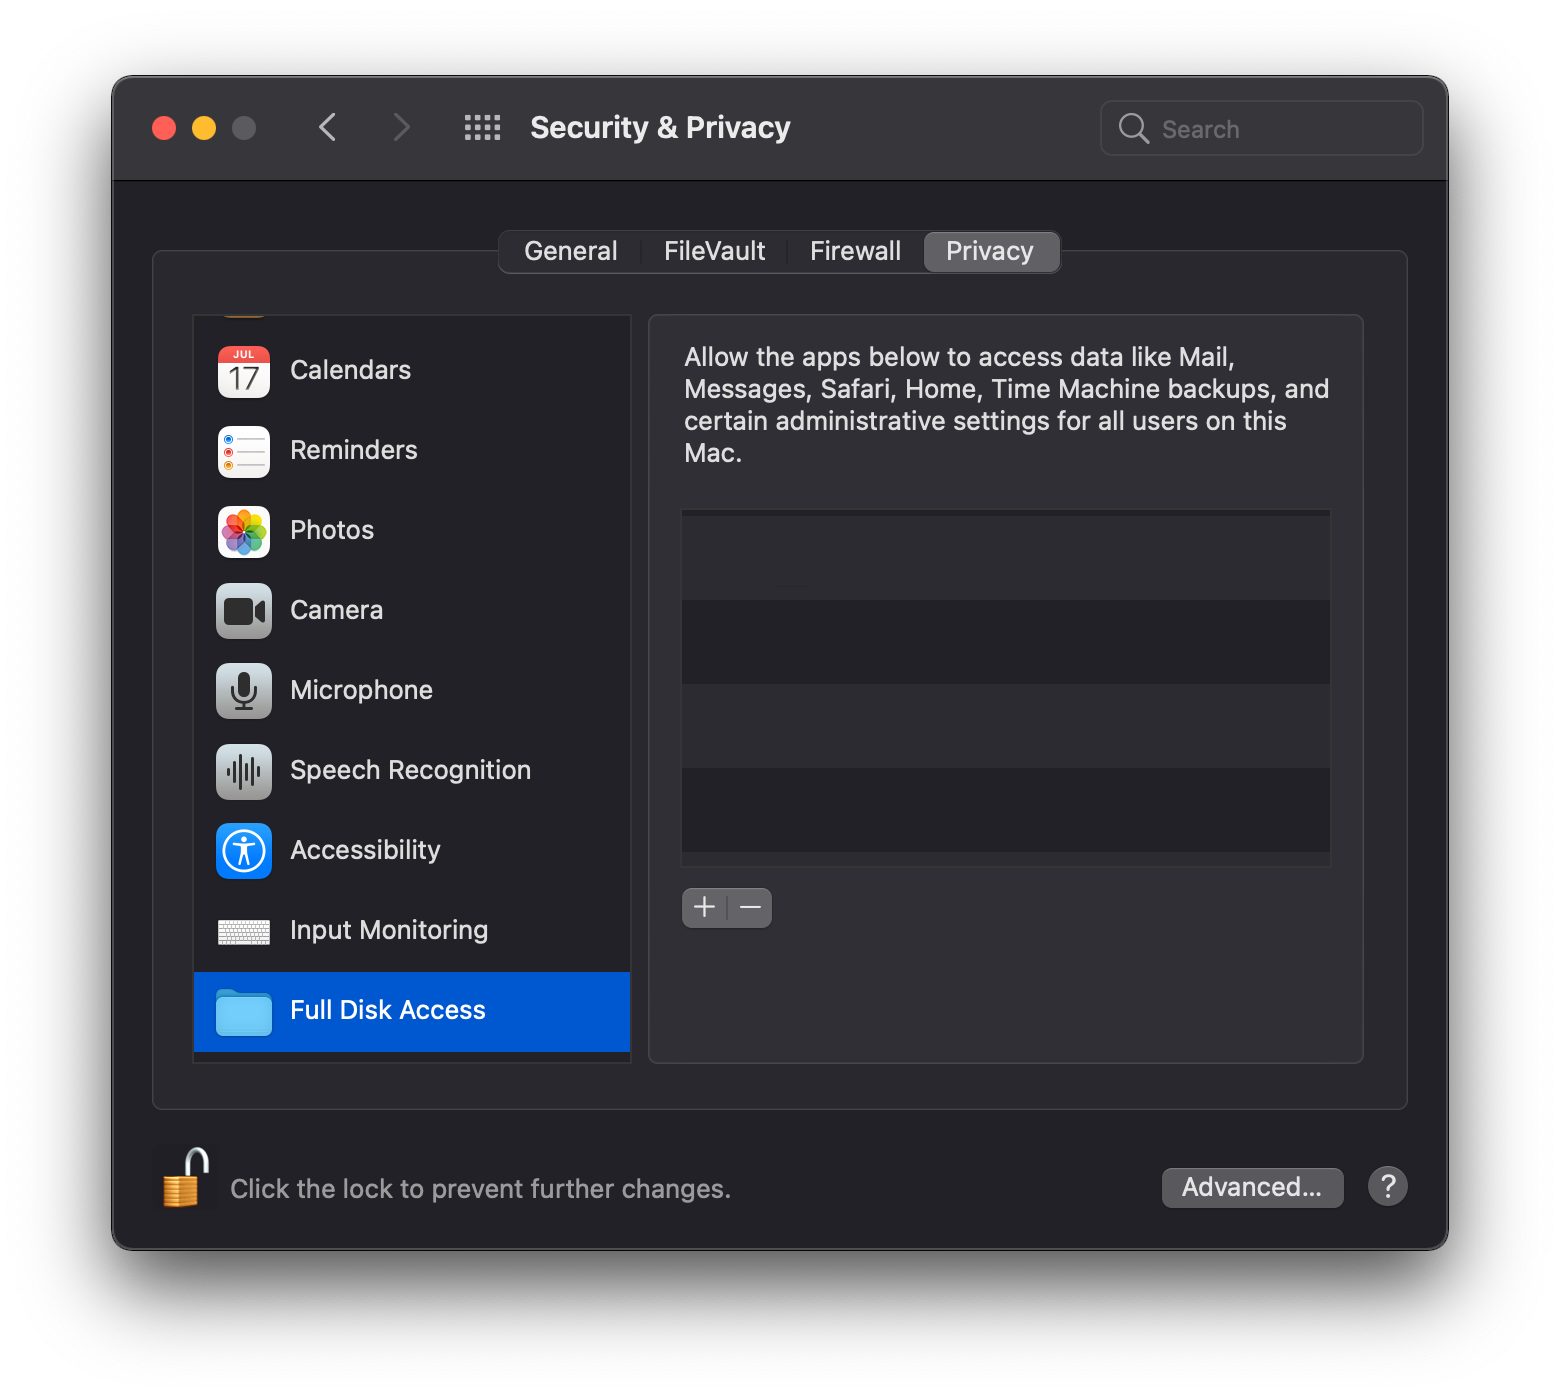 Security & Privacy
Search
General
FileVault
Firewall
Privacy
JUL
17
Calendars
Reminders
Photos
Camera
Microphone
Speech Recognition
Accessibility
Input Monitoring
Full Disk Access
Allow the apps below to access data like Mail,
Messages, Safari, Home, Time Machine backups, and
certain administrative settings for all users on this
Mac.
+ −
Click the lock to prevent further changes.
Advanced...
?